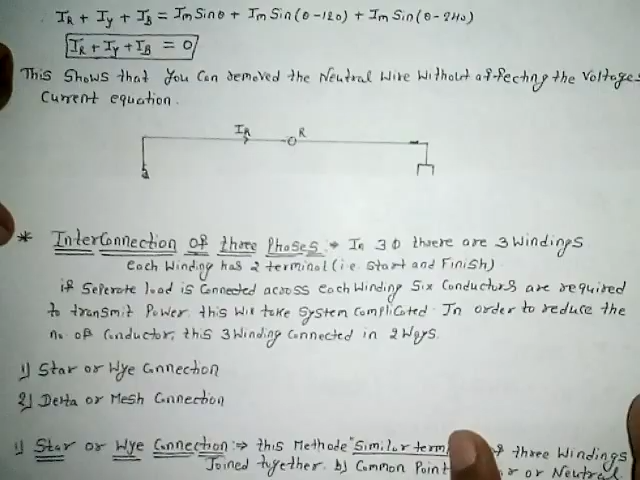 IR + Iy + IB = Im Sinθ + Im Sin(θ-120) + Im Sin(θ-240)
IR + Iy + IB = 0
This Shows that You Can removed the Neutral Wire Without affecting the Voltages
Current equation.
IR R
* InterConnection of three Phases :→ In 3 Φ there are 3 Windings
each Winding has 2 terminal (i.e. Start and Finish)
if Seperate load is Connected across each Winding Six Conductors are required
to transmit Power. this Will take System Complicated. In order to reduce the
no. of Conductor, this 3 Winding Connected in 2 Ways.
1) Star or Wye Connection
2) Delta or Mesh Connection
1) Star or Wye Connection :⇒ this Methode "Similar three Windings
Joined together. by Common Point or Neutral